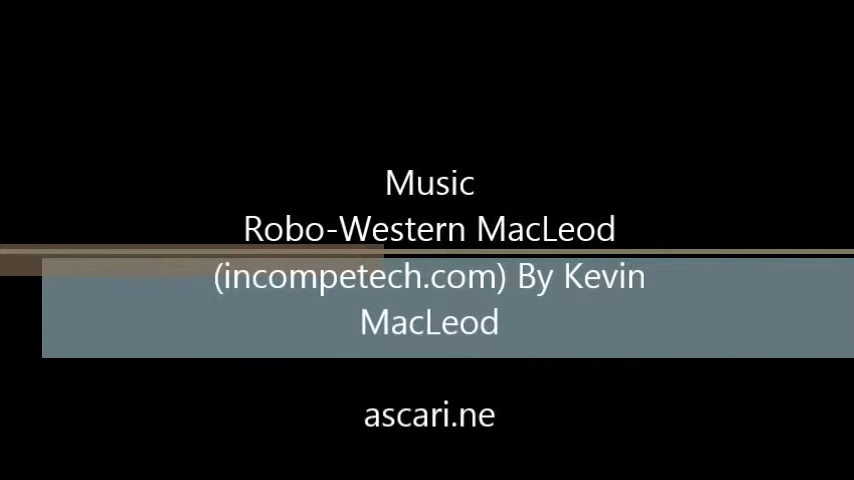 Music
Robo-Western MacLeod
(incompetech.com) By Kevin
MacLeod
ascari.ne